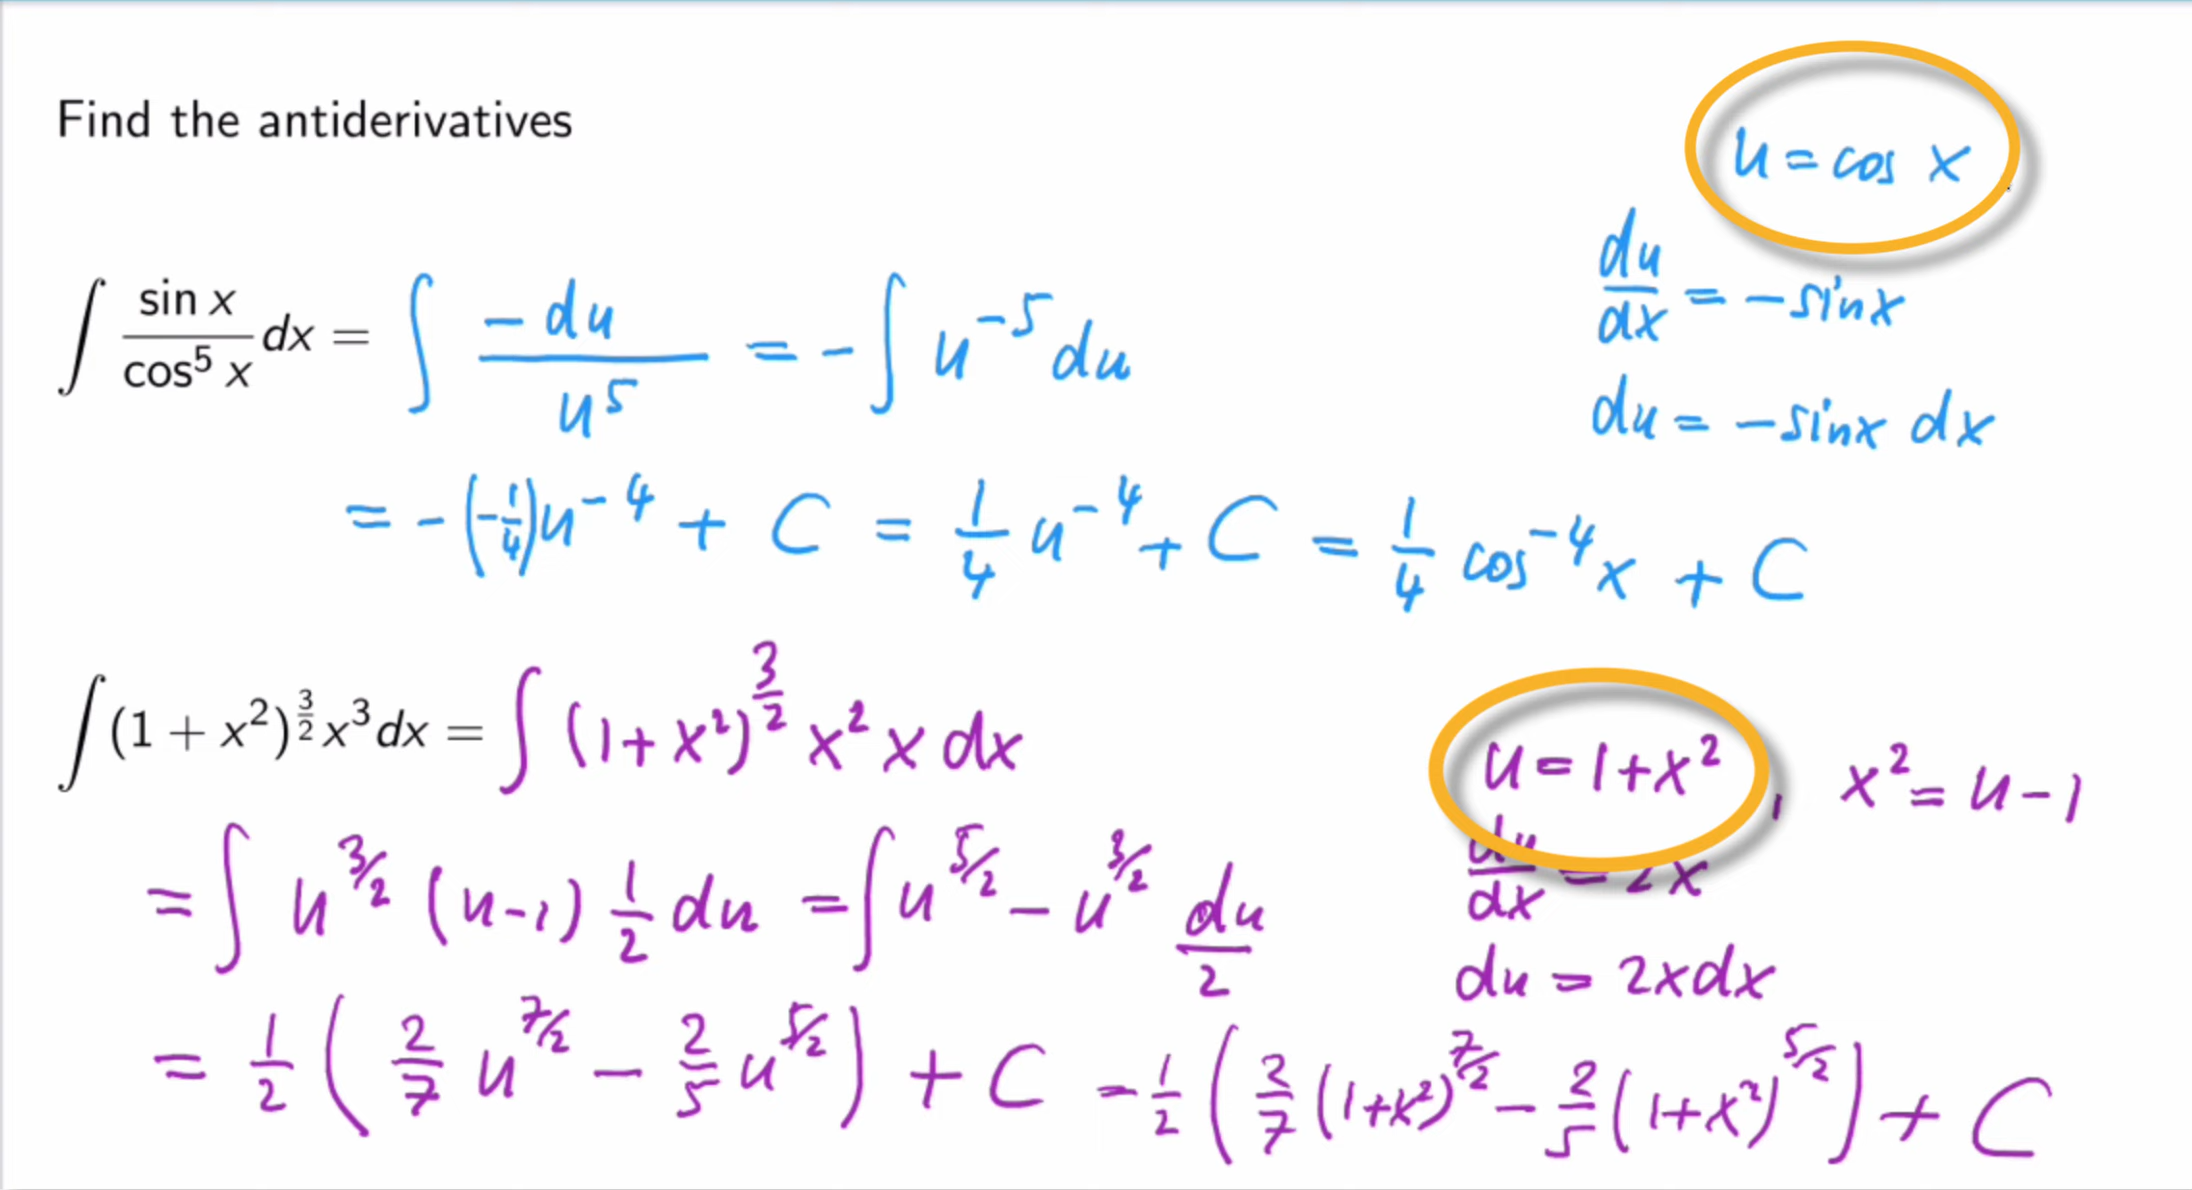 Find the antiderivatives
u = cos x
du/dx = -sinx
∫ sin x / cos⁵ x dx = ∫ -du / u⁵ = -∫ u⁻⁵ du
du = -sinx dx
= -(-1/4)u⁻⁴ + C = 1/4 u⁻⁴ + C = 1/4 cos⁻⁴ x + C
∫(1 + x²)^(3/2) x³ dx = ∫ (1+x²)^(3/2) x² x dx
u = 1+x² , x² = u-1
du/dx = 2x
= ∫ u^(3/2) (u-1) 1/2 du = ∫ u^(5/2) - u^(3/2) du/2
du = 2xdx
= 1/2 ( 2/7 u^(7/2) - 2/5 u^(5/2) ) + C = 1/2 ( 2/7 (1+x²)^(7/2) - 2/5 (1+x²)^(5/2) ) + C